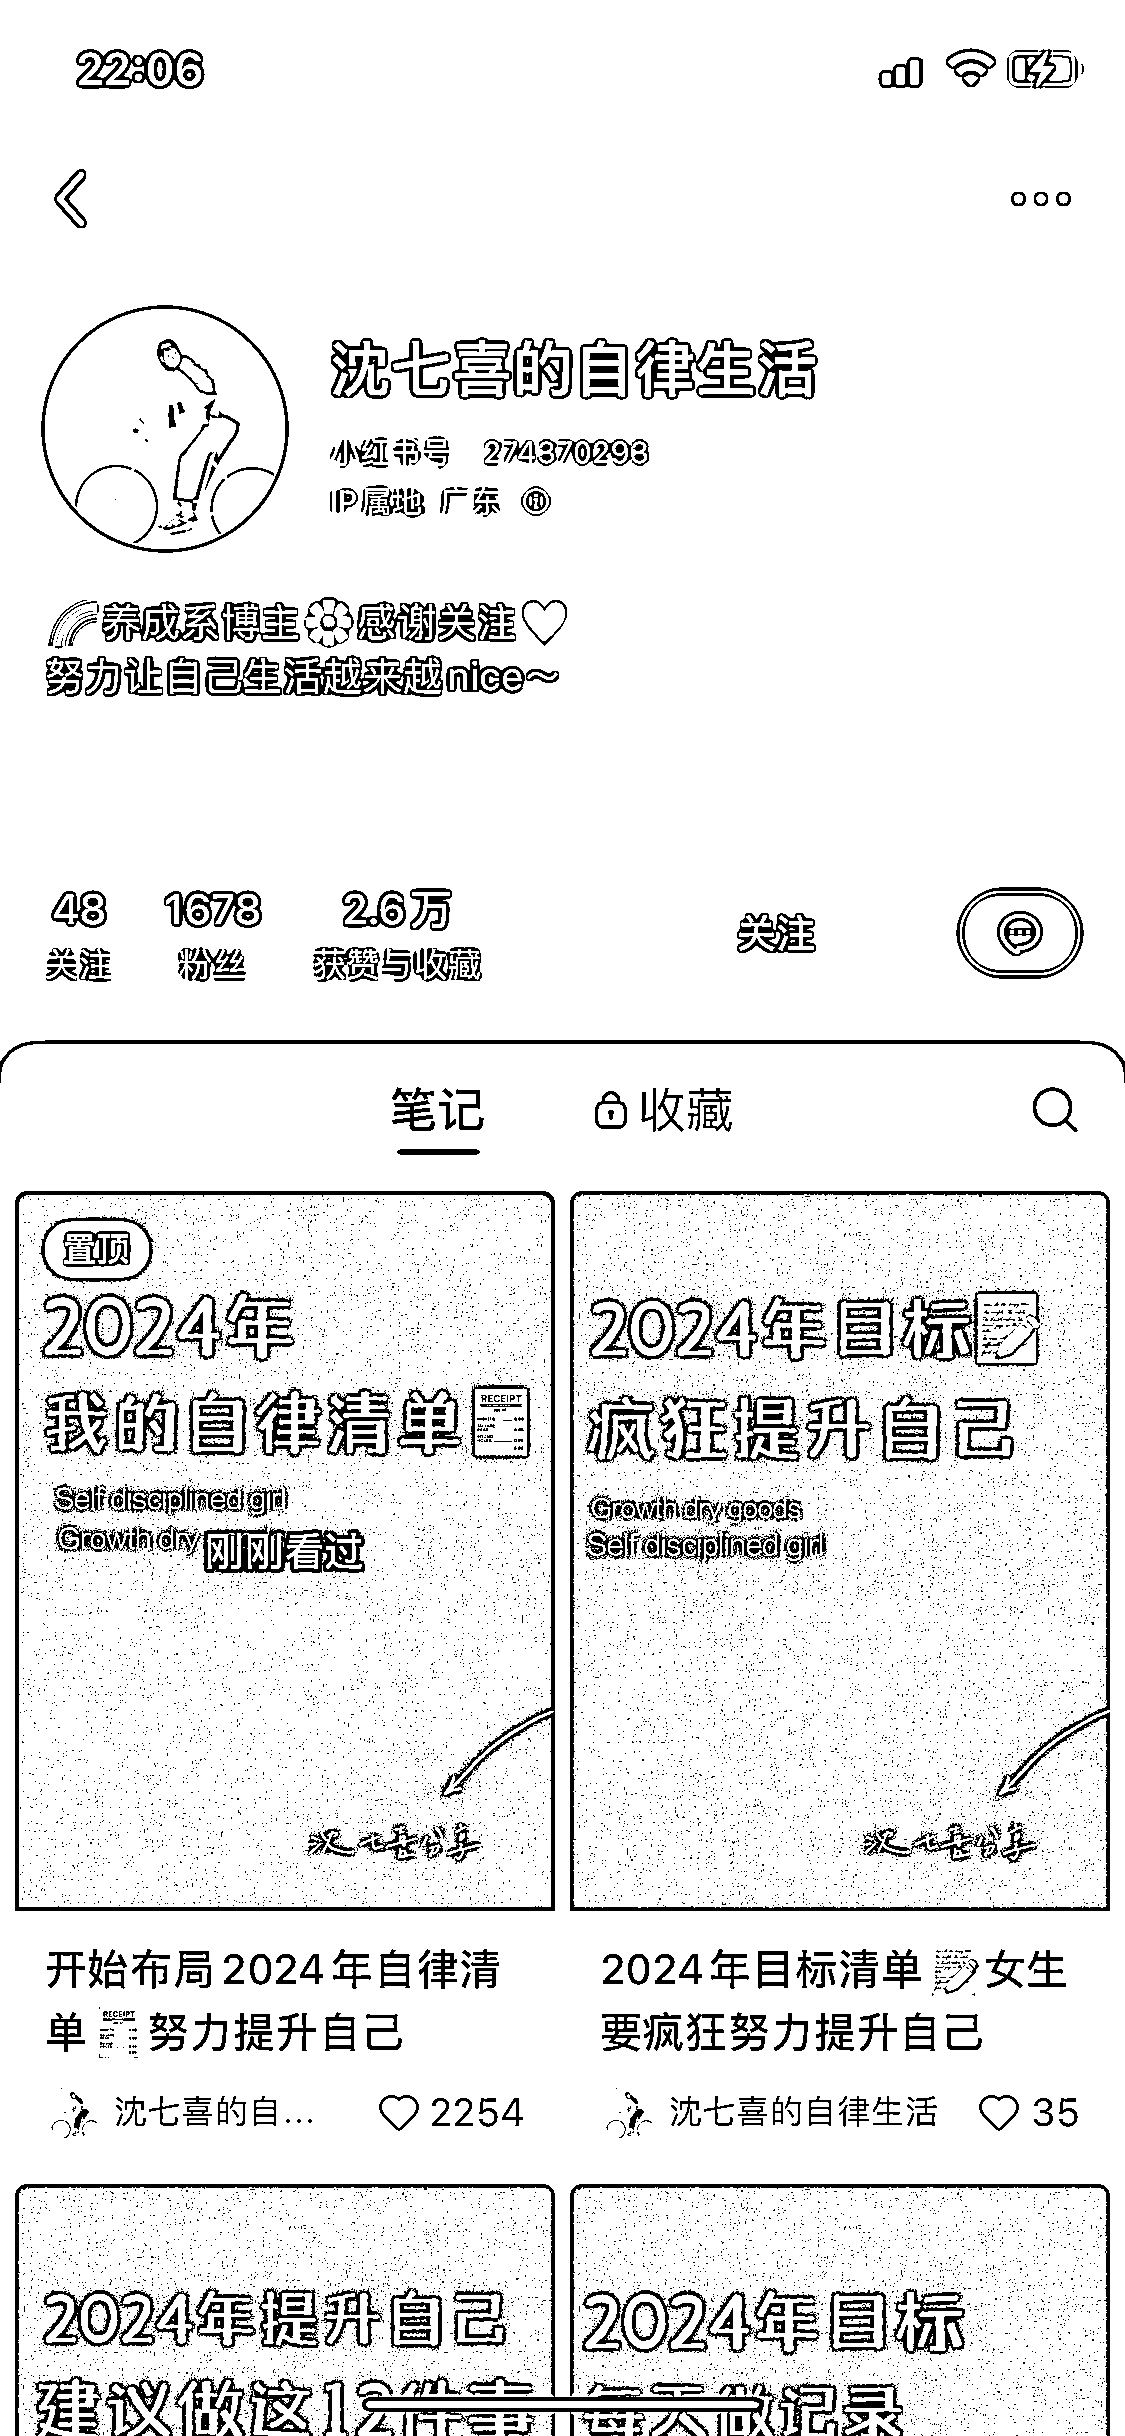 22:06
沈七喜的自律生活
小红书号 274370293
IP属地 广东
养成系博主 感谢关注
努力让自己生活越来越nice～
48 1678 2.6万
关注 粉丝 获赞与收藏 关注
笔记 收藏
置顶
2024年
我的自律清单
RECEIPT
Self disciplined girl
Growth dry
刚刚看过
沈七喜分享
2024年目标
疯狂提升自己
Growth dry goods
Self disciplined girl
沈七喜分享
开始布局2024年自律清
单 努力提升自己
沈七喜的自... 2254
2024年目标清单 女生
要疯狂努力提升自己
沈七喜的自律生活 35
2024年提升自己
建议做这12件事
2024年目标
每天做记录